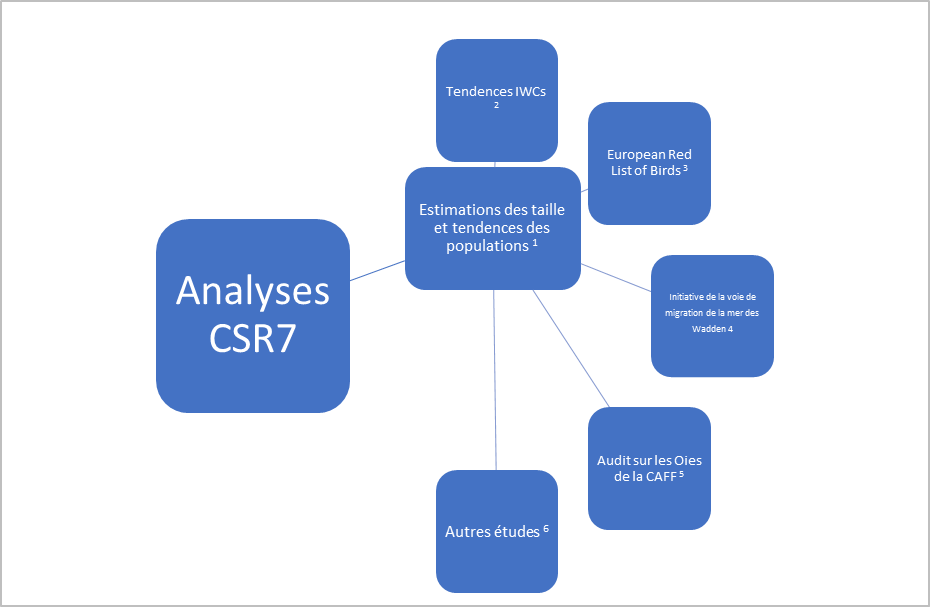 Tendences IWCs
2
European Red
List of Birds ³
Estimations des taille
et tendences des
populations ¹
Analyses
CSR7
Initiative de la voie de
migration de la mer des
Wadden 4
Audit sur les Oies
de la CAFF ⁵
Autres études ⁶